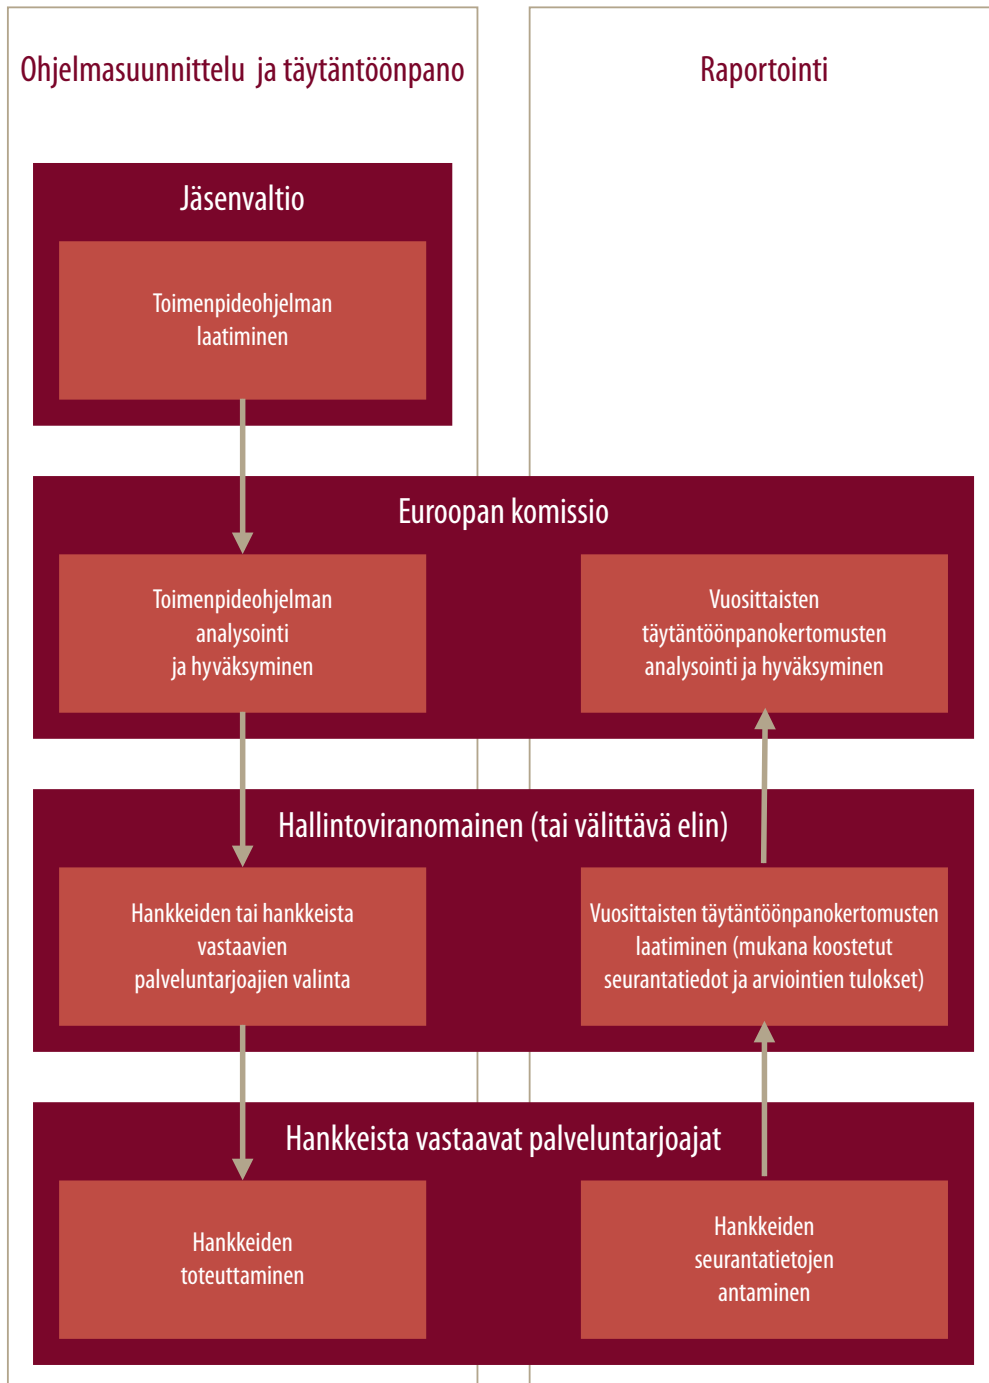 Ohjelmasuunnittelu ja täytäntöönpano
Raportointi
Jäsenvaltio
Toimenpideohjelman
laatiminen
Euroopan komissio
Toimenpideohjelman
analysointi
ja hyväksyminen
Vuosittaisten
täytäntöönpanokertomusten
analysointi ja hyväksyminen
Hallintoviranomainen (tai välittävä elin)
Hankkeiden tai hankkeista
vastaavien
palveluntarjoajien valinta
Vuosittaisten täytäntöönpanokertomusten
laatiminen (mukana koostetut
seurantatiedot ja arviointien tulokset)
Hankkeista vastaavat palveluntarjoajat
Hankkeiden
toteuttaminen
Hankkeiden
seurantatietojen
antaminen